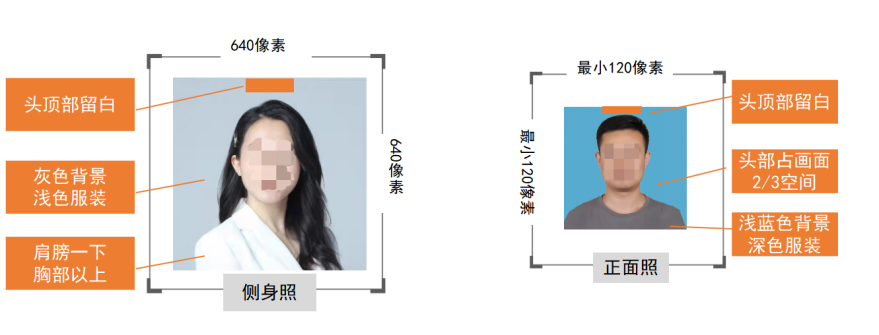 640像素
640像素
头顶部留白
灰色背景
浅色服装
肩膀一下
胸部以上
侧身照
最小120像素
最小120像素
头顶部留白
头部占画面
2/3空间
浅蓝色背景
深色服装
正面照